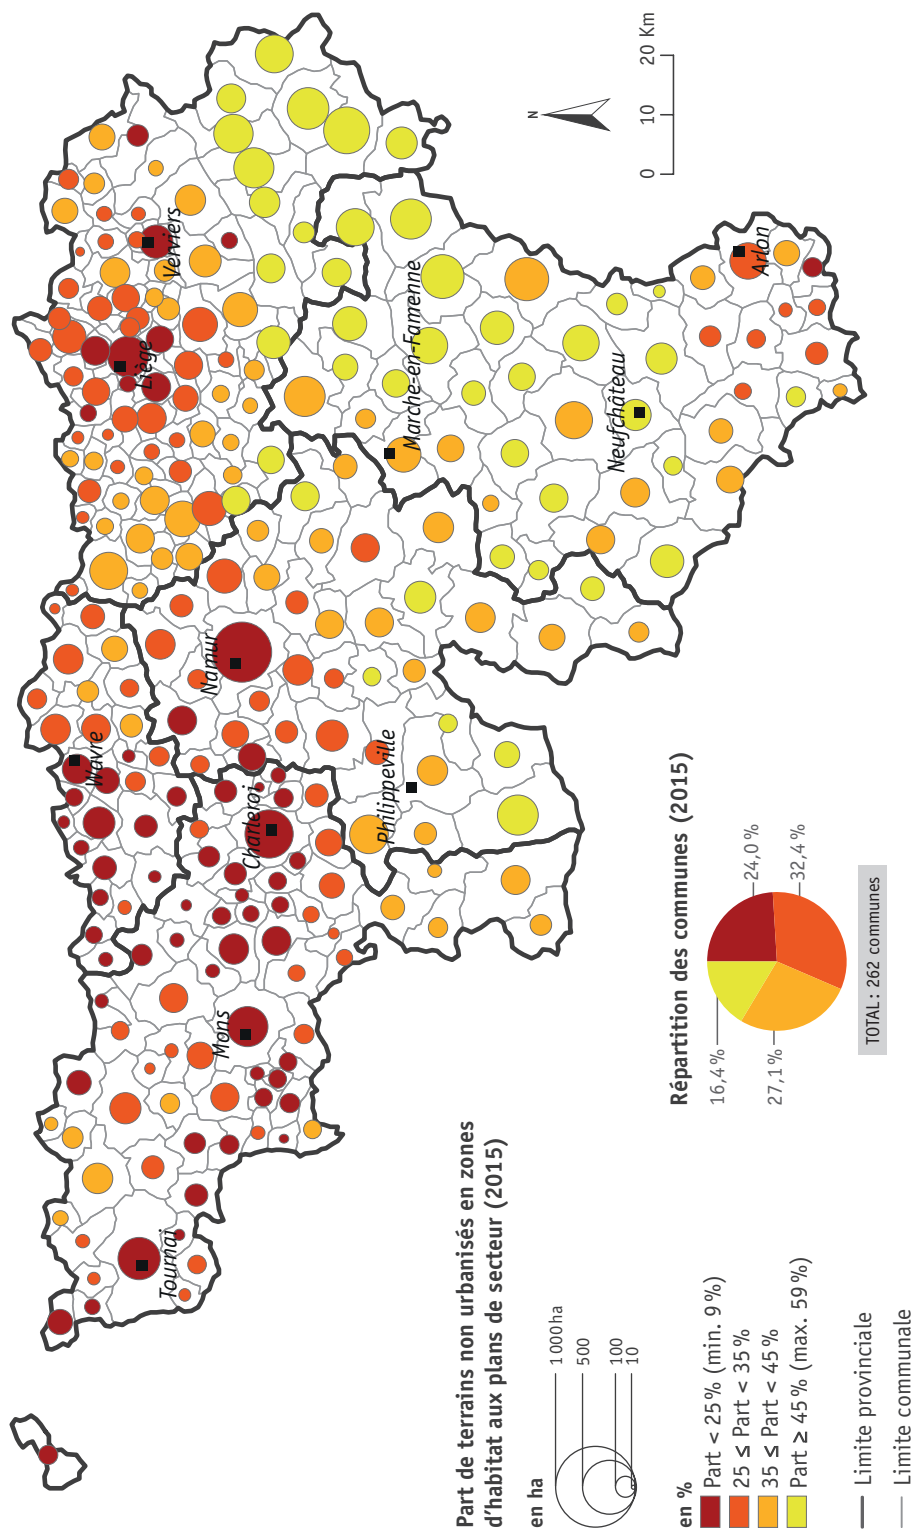 Tournai
Mons
Charleroi
Wavre
Namur
Philippeville
Liège
Verviers
Marche-en-Famenne
Neufchâteau
Arlon
N
0 10 20 Km
Part de terrains non urbanisés en zones
d'habitat aux plans de secteur (2015)
en ha
1 000 ha
500
100
10
en %
Part < 25 % (min. 9 %)
25 ≤ Part < 35 %
35 ≤ Part < 45 %
Part ≥ 45 % (max. 59 %)
Limite provinciale
Limite communale
Répartition des communes (2015)
16,4 %
24,0 %
27,1 %
32,4 %
TOTAL : 262 communes